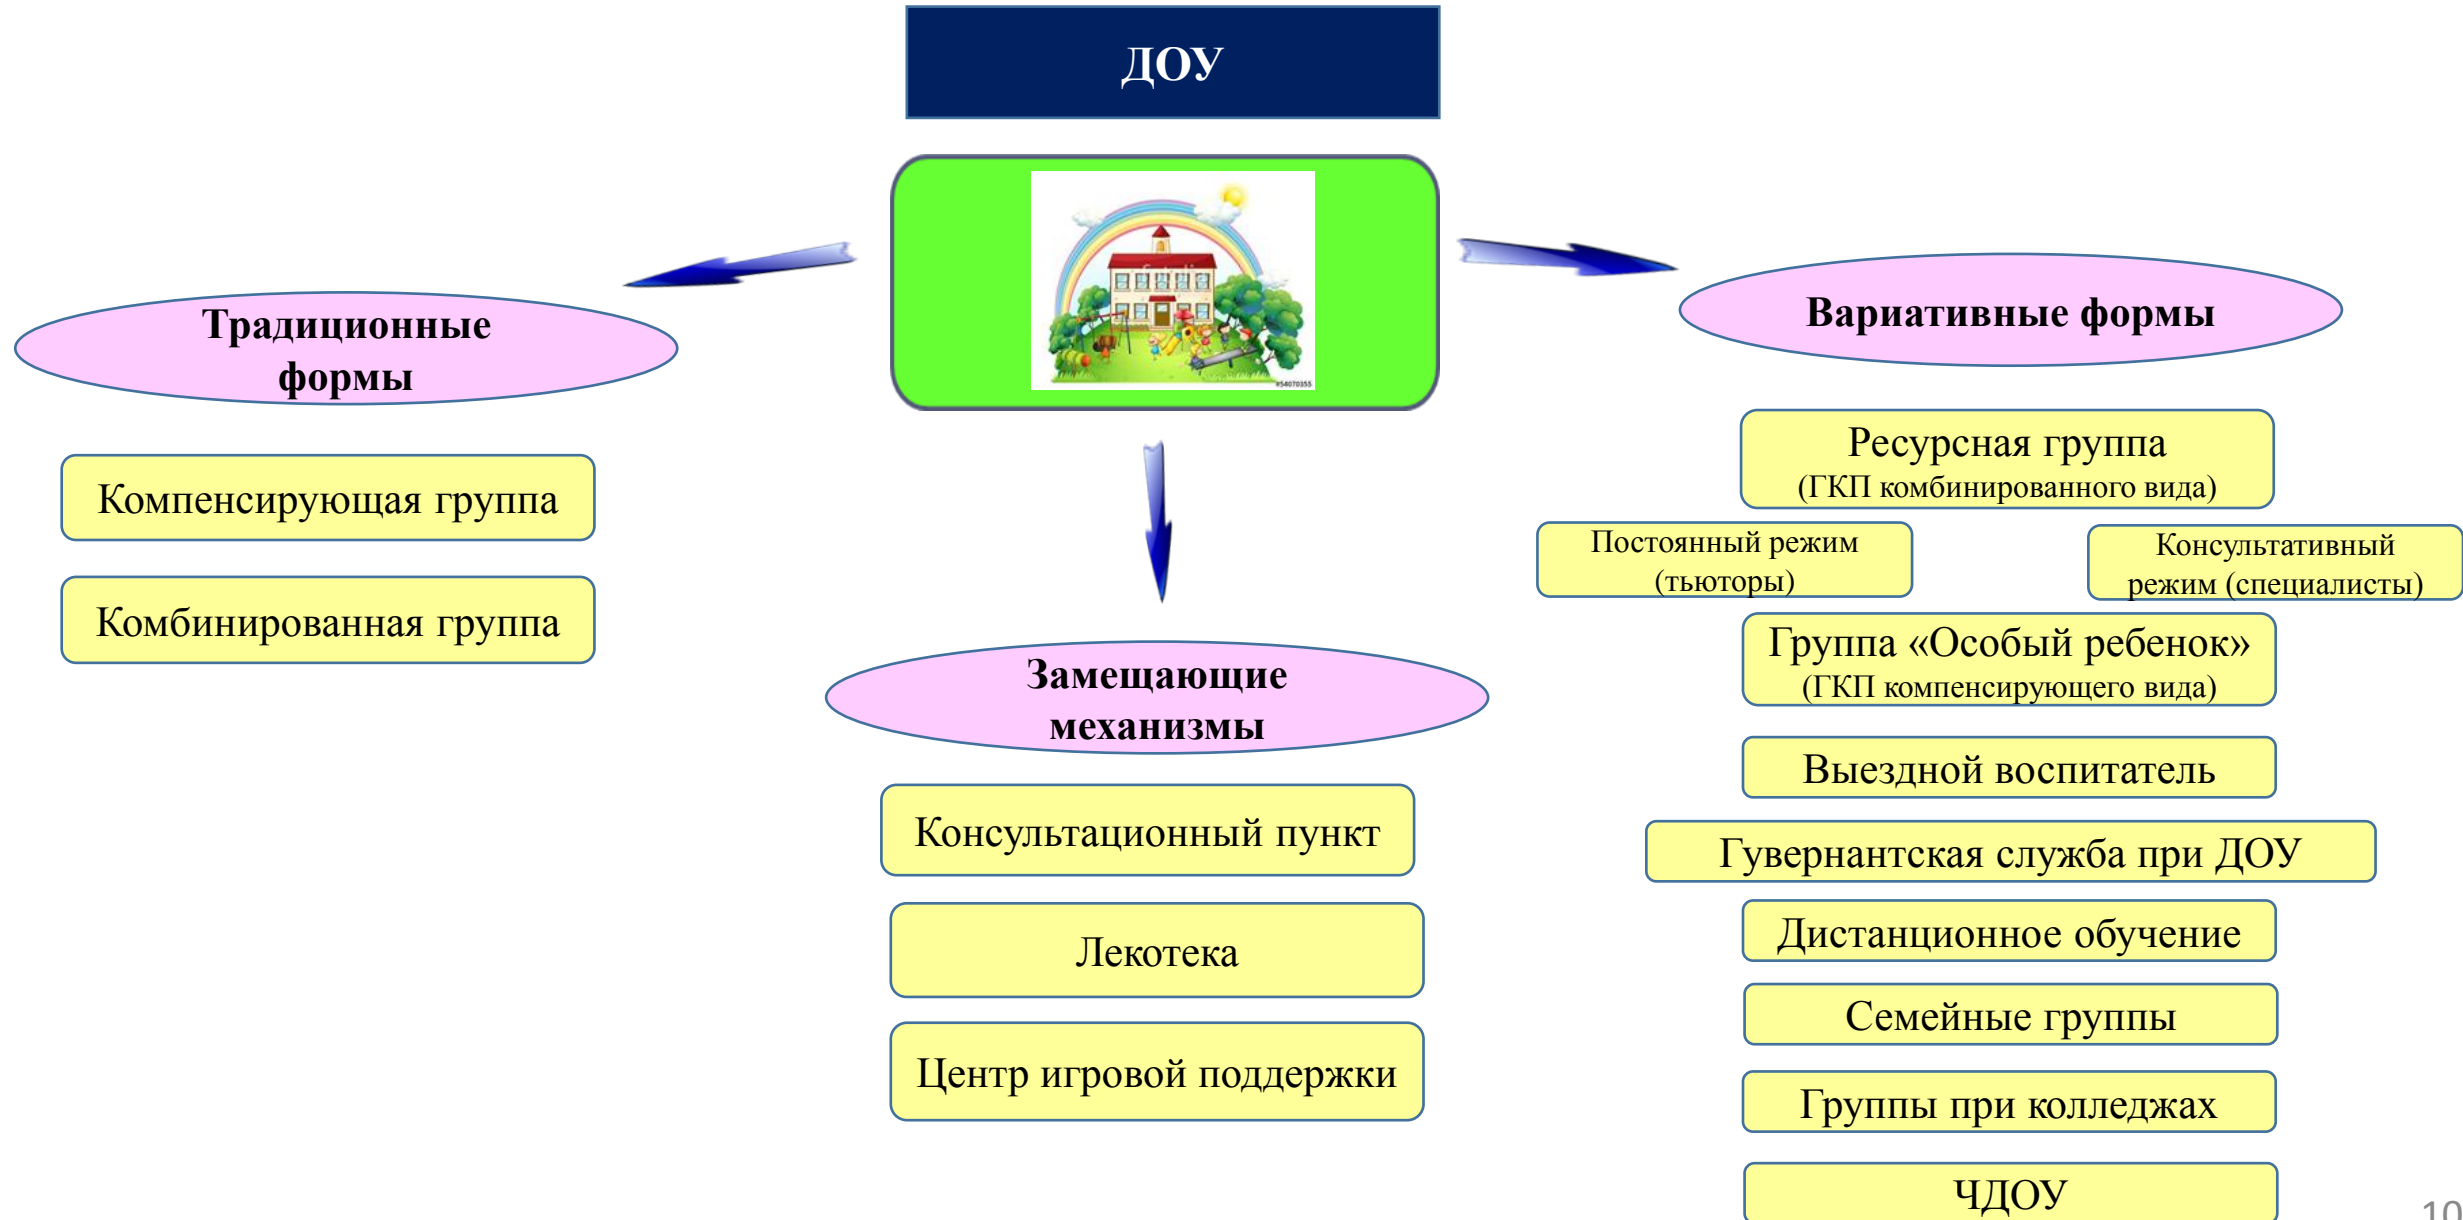 ДОУ
#54070355
Традиционные
формы
Компенсирующая группа
Комбинированная группа
Замещающие
механизмы
Консультационный пункт
Лекотека
Центр игровой поддержки
Вариативные формы
Ресурсная группа
(ГКП комбинированного вида)
Постоянный режим
(тьюторы)
Консультативный
режим (специалисты)
Группа «Особый ребенок»
(ГКП компенсирующего вида)
Выездной воспитатель
Гувернантская служба при ДОУ
Дистанционное обучение
Семейные группы
Группы при колледжах
ЧДОУ
10